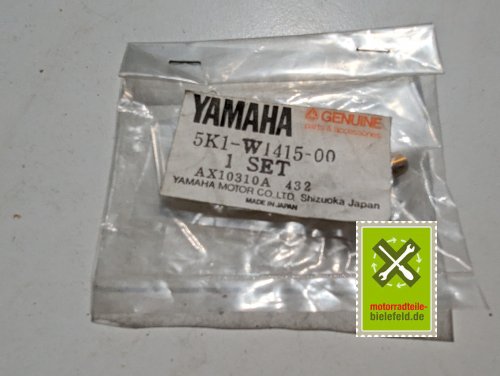 YAMAHA
GENUINE
parts & accessories
5K1-W1415-00
1 SET
AX10310A 432
YAMAHA MOTOR CO., LTD, Shizuoka Japan
MADE IN JAPAN
motorradteile-
bielefeld.de